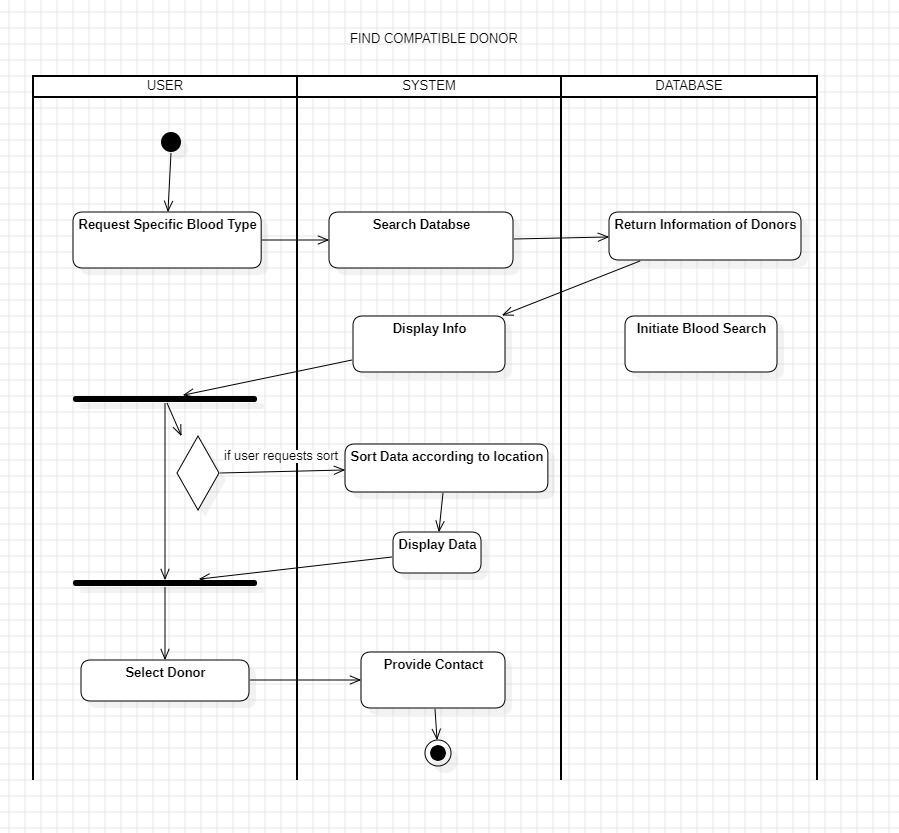 FIND COMPATIBLE DONOR
USER
SYSTEM
DATABASE
Request Specific Blood Type
Search Databse
Return Information of Donors
Display Info
Initiate Blood Search
if user requests sort
Sort Data according to location
Display Data
Select Donor
Provide Contact